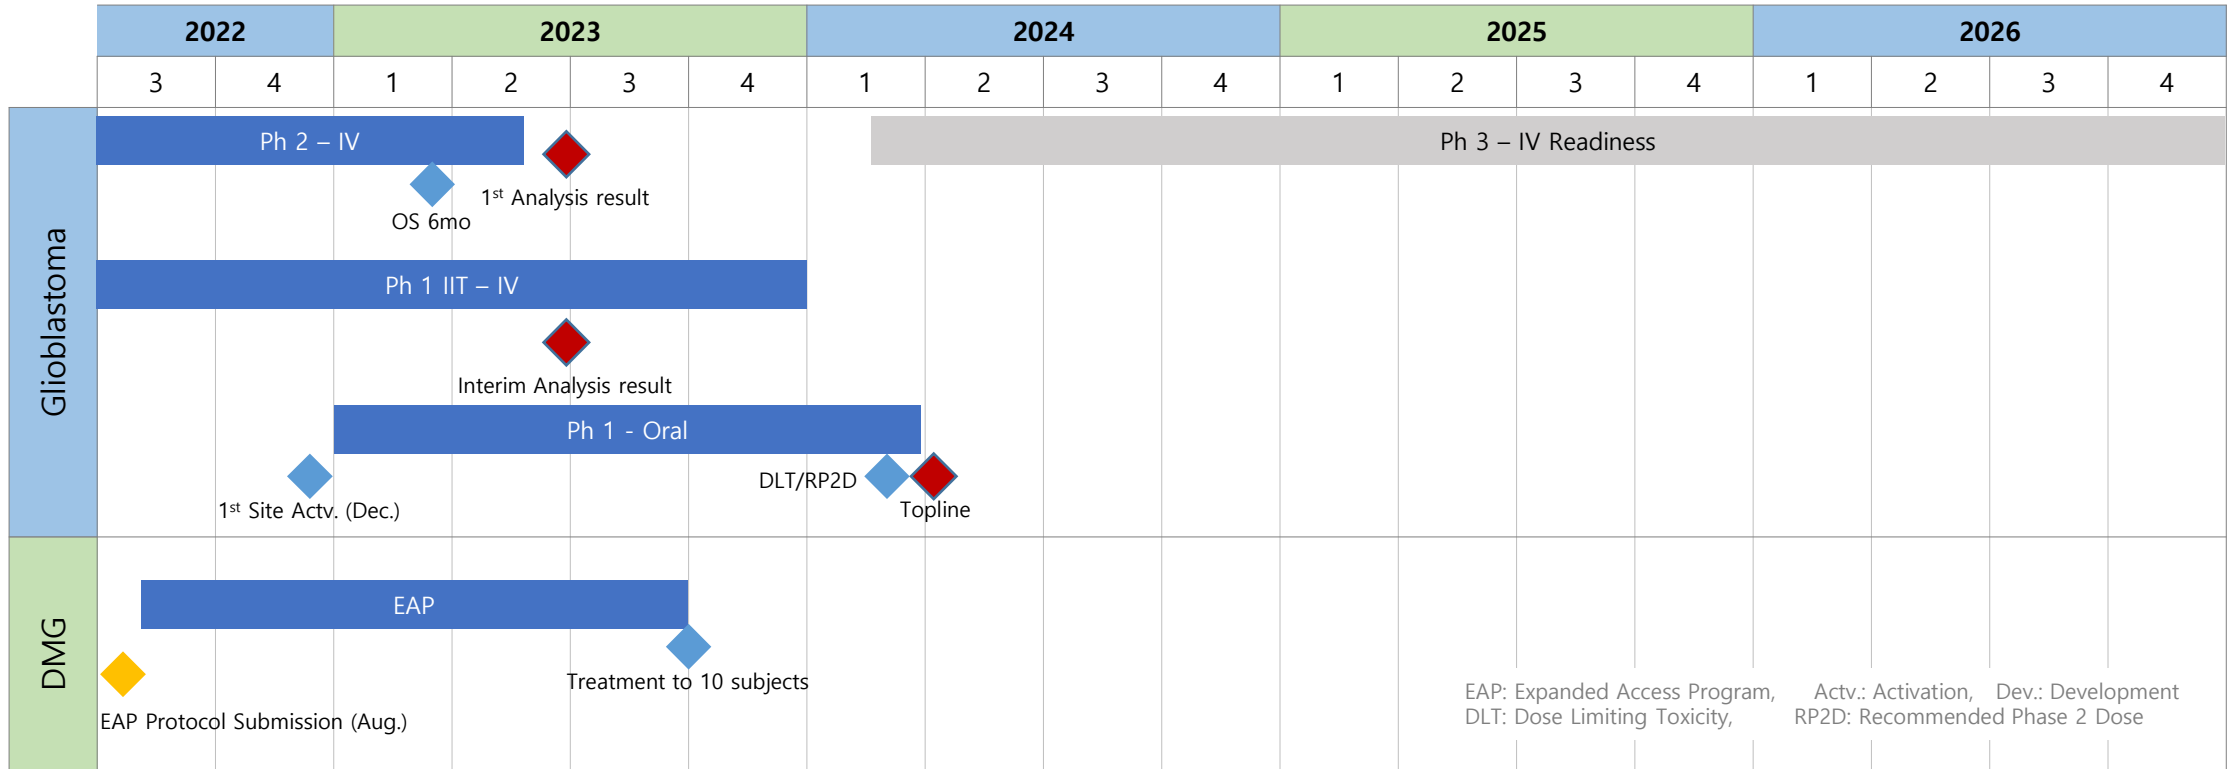 2022 2023 2024 2025 2026
3 4 1 2 3 4 1 2 3 4 1 2 3 4 1 2 3 4
Glioblastoma
Ph 2 – IV
Ph 3 – IV Readiness
1st Analysis result
OS 6mo
Ph 1 IIT – IV
Interim Analysis result
Ph 1 - Oral
DLT/RP2D
1st Site Actv. (Dec.)
Topline
DMG
EAP
Treatment to 10 subjects
EAP Protocol Submission (Aug.)
EAP: Expanded Access Program, Actv.: Activation, Dev.: Development
DLT: Dose Limiting Toxicity, RP2D: Recommended Phase 2 Dose